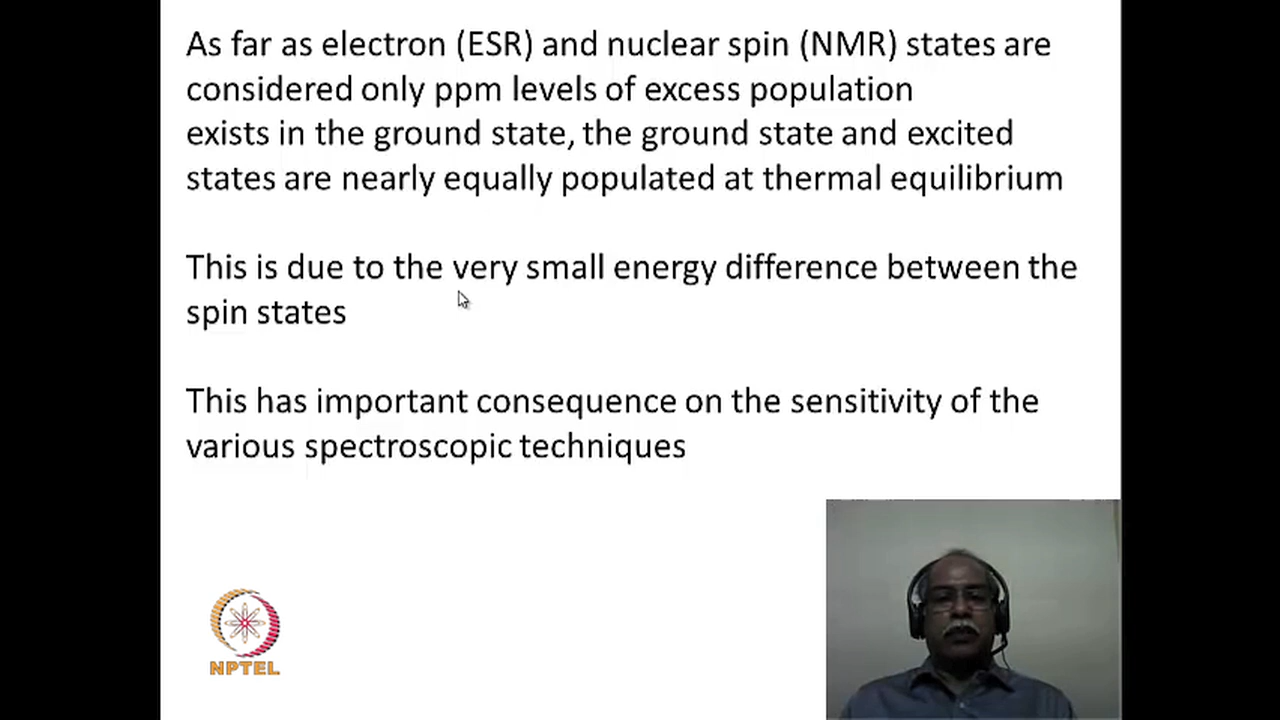 As far as electron (ESR) and nuclear spin (NMR) states are
considered only ppm levels of excess population
exists in the ground state, the ground state and excited
states are nearly equally populated at thermal equilibrium
This is due to the very small energy difference between the
spin states
This has important consequence on the sensitivity of the
various spectroscopic techniques
NPTEL